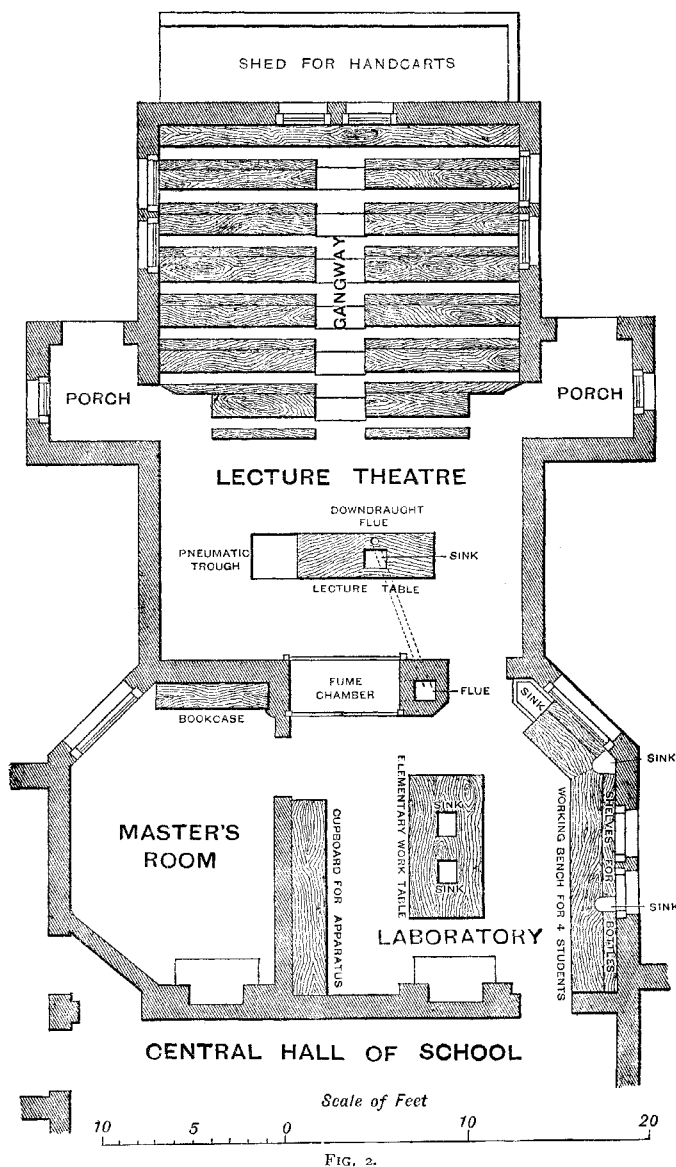 SHED FOR HANDCARTS
GANGWAY
PORCH
PORCH
LECTURE THEATRE
DOWNDRAUGHT
FLUE
PNEUMATIC
TROUGH
SINK
LECTURE TABLE
FUME
CHAMBER
FLUE
BOOKCASE
SINK
SINK
MASTER'S
ROOM
CUPBOARD FOR APPARATUS
ELEMENTARY WORK TABLE
SINK
SINK
WORKING BENCH FOR 4 STUDENTS
SHELVES FOR BOTTLES
SINK
LABORATORY
CENTRAL HALL OF SCHOOL
Scale of Feet
10 5 0 10 20
FIG. 2.